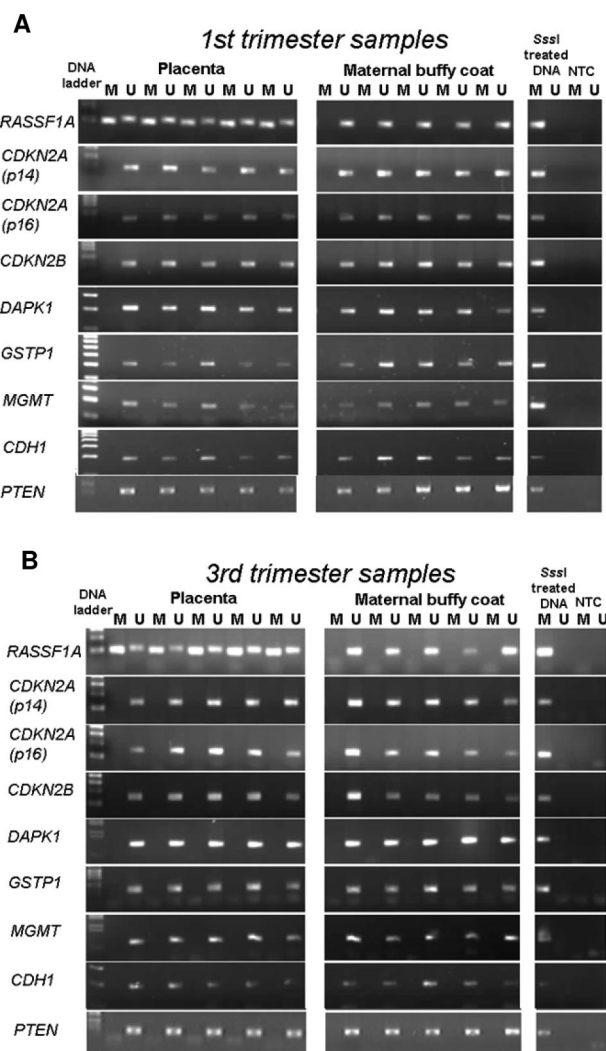 A
1st trimester samples
DNA ladder
Placenta
Maternal buffy coat
SssI treated DNA
NTC
M U M U M U M U M U
M U M U M U M U M U
M U M U
RASSF1A
CDKN2A (p14)
CDKN2A (p16)
CDKN2B
DAPK1
GSTP1
MGMT
CDH1
PTEN
B
3rd trimester samples
DNA ladder
Placenta
Maternal buffy coat
SssI treated DNA
NTC
M U M U M U M U M U
M U M U M U M U M U
M U M U
RASSF1A
CDKN2A (p14)
CDKN2A (p16)
CDKN2B
DAPK1
GSTP1
MGMT
CDH1
PTEN